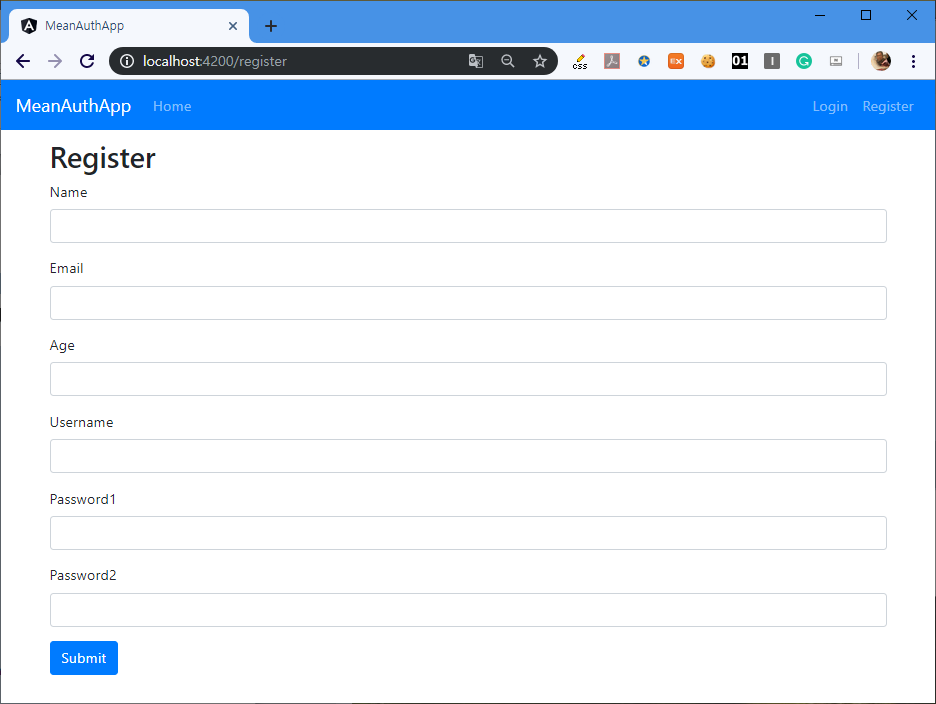 MeanAuthApp
localhost:4200/register
css
EX
01
I
G
MeanAuthApp Home Login Register
Register
Name
Email
Age
Username
Password1
Password2
Submit